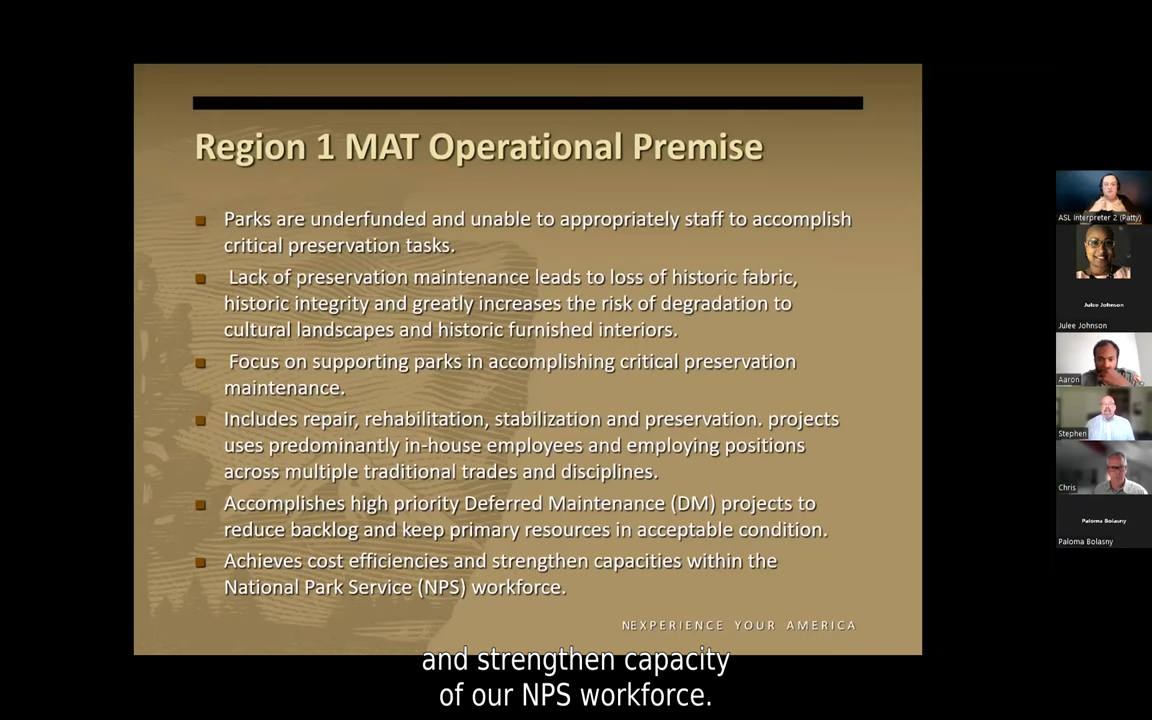 Region 1 MAT Operational Premise
Parks are underfunded and unable to appropriately staff to accomplish
critical preservation tasks.
Lack of preservation maintenance leads to loss of historic fabric,
historic integrity and greatly increases the risk of degradation to
cultural landscapes and historic furnished interiors.
Focus on supporting parks in accomplishing critical preservation
maintenance.
Includes repair, rehabilitation, stabilization and preservation. projects
uses predominantly in-house employees and employing positions
across multiple traditional trades and disciplines.
Accomplishes high priority Deferred Maintenance (DM) projects to
reduce backlog and keep primary resources in acceptable condition.
Achieves cost efficiencies and strengthen capacities within the
National Park Service (NPS) workforce.
NEXPERIENCE YOUR AMERICA
and strengthen capacity
of our NPS workforce.
ASL Interpreter 2 (Patty)
Julee Johnson
Julee Johnson
Aaron
Stephen
Chris
Paloma Bolasny
Paloma Bolasny